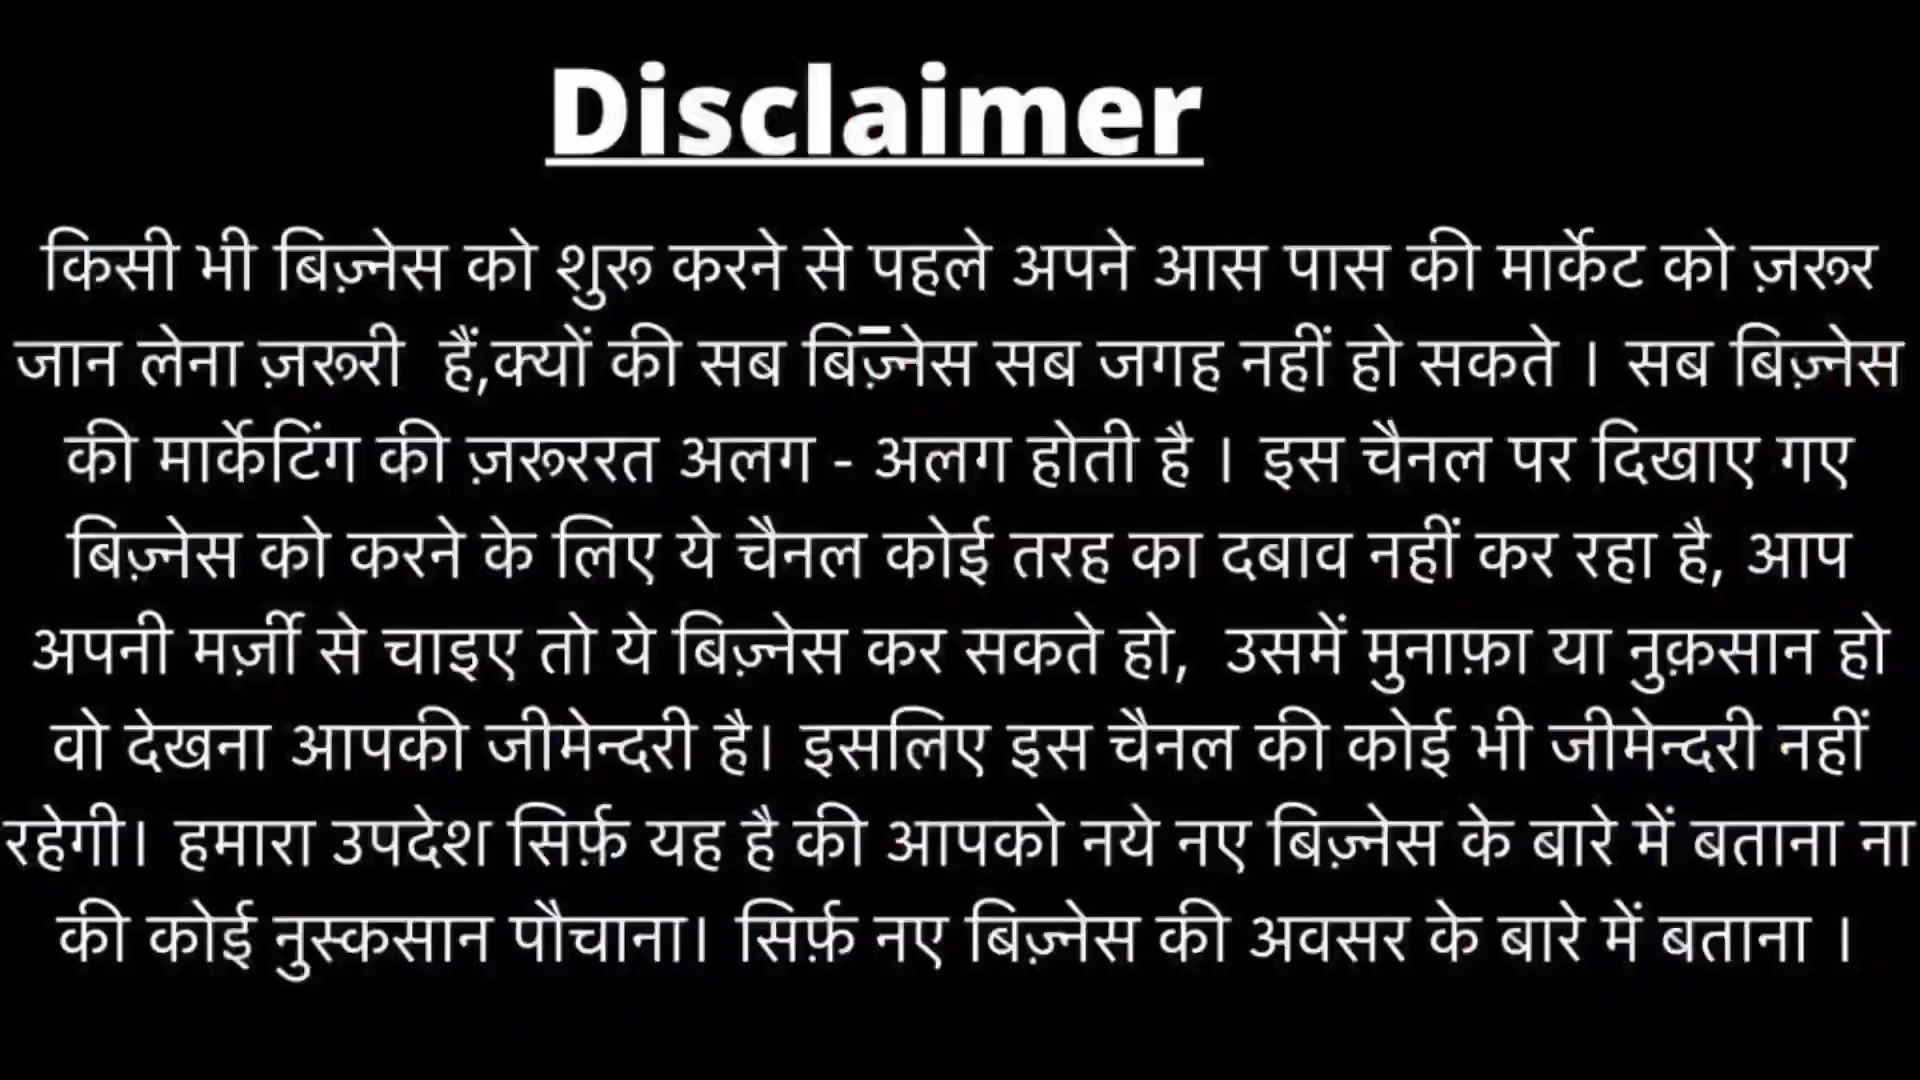 Disclaimer
किसी भी बिज़्नेस को शुरू करने से पहले अपने आस पास की मार्केट को ज़रूर
जान लेना ज़रूरी हैं,क्यों की सब बिज़्नेस सब जगह नहीं हो सकते । सब बिज़्नेस
की मार्केटिंग की ज़रूररत अलग - अलग होती है । इस चैनल पर दिखाए गए
बिज़्नेस को करने के लिए ये चैनल कोई तरह का दबाव नहीं कर रहा है, आप
अपनी मर्ज़ी से चाइए तो ये बिज़्नेस कर सकते हो, उसमें मुनाफ़ा या नुक़सान हो
वो देखना आपकी जीमेन्दरी है। इसलिए इस चैनल की कोई भी जीमेन्दरी नहीं
रहेगी। हमारा उपदेश सिर्फ़ यह है की आपको नये नए बिज़्नेस के बारे में बताना ना
की कोई नुस्कसान पौचाना। सिर्फ़ नए बिज़्नेस की अवसर के बारे में बताना ।